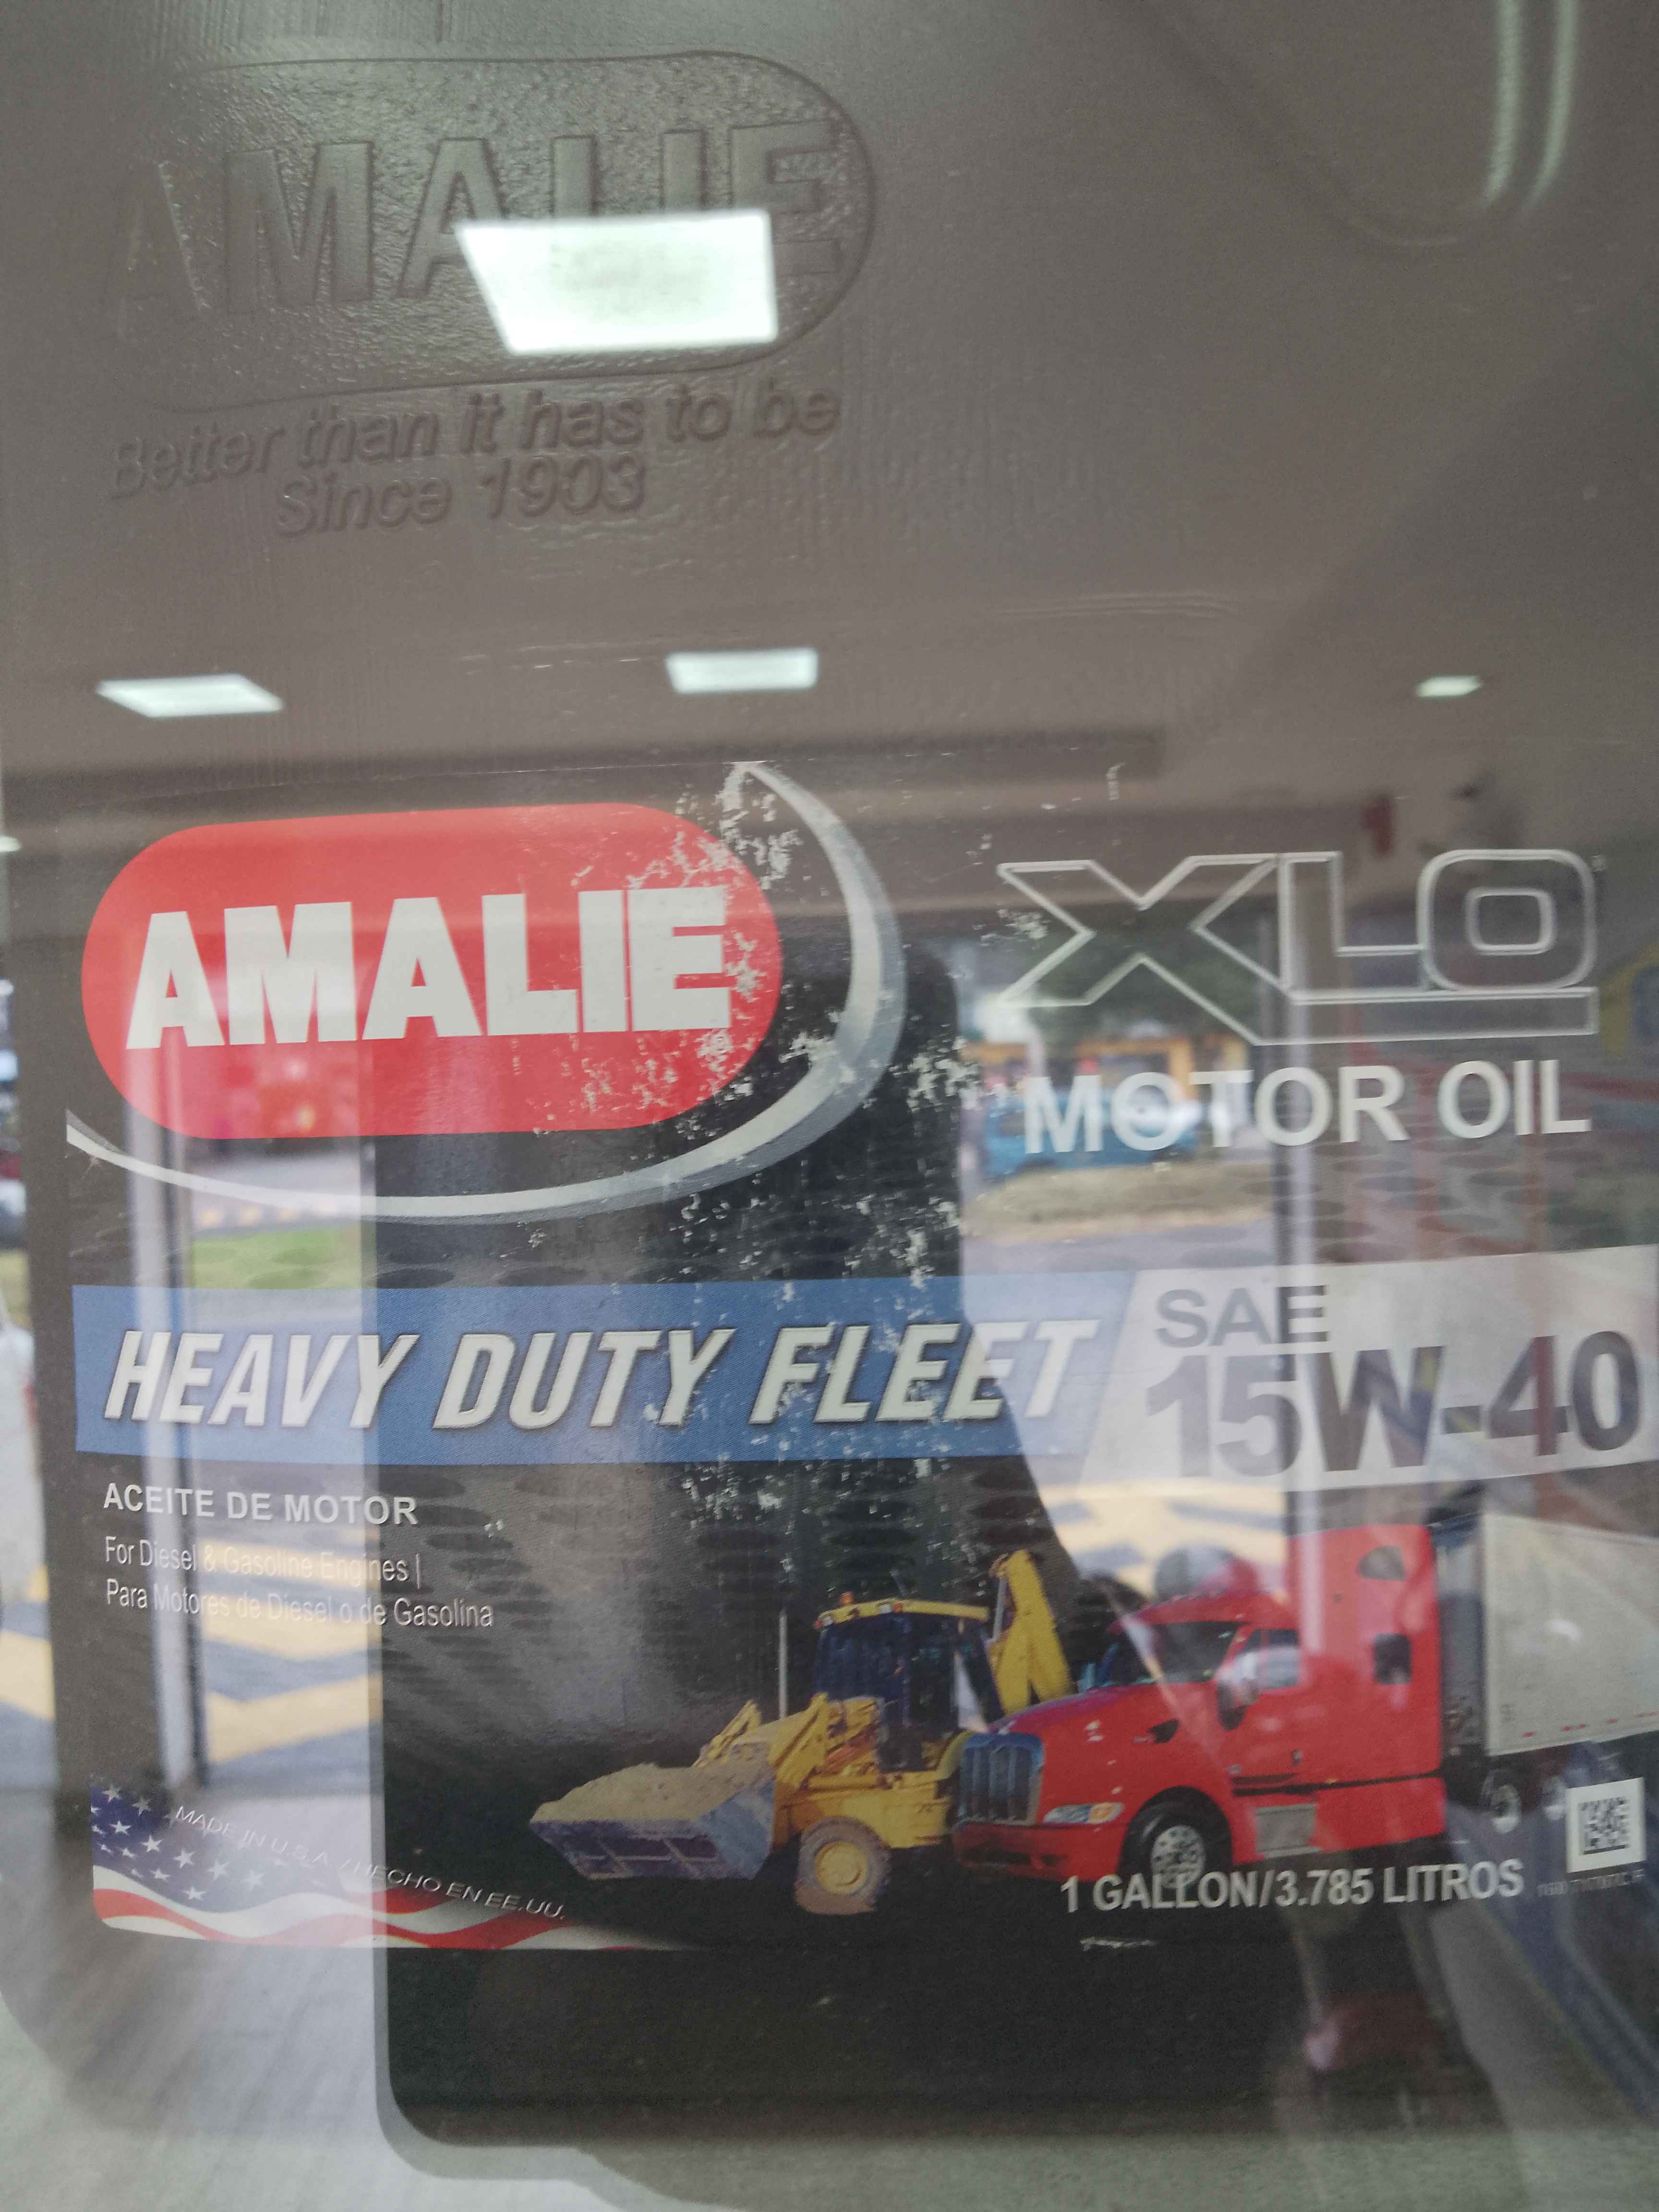 AMALIE
Better than it has to be
Since 1903
AMALIE
XLO
MOTOR OIL
HEAVY DUTY FLEET
SAE
15W-40
ACEITE DE MOTOR
For Diesel & Gasoline Engines |
Para Motores de Diesel o de Gasolina
MADE IN U.S.A. / HECHO EN EE.UU.
1 GALLON/3.785 LITROS